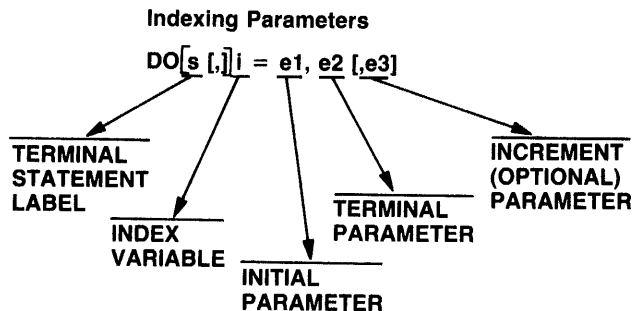 Indexing Parameters
DO[s [,]]i = e1, e2 [,e3]
TERMINAL
STATEMENT
LABEL
INDEX
VARIABLE
INITIAL
PARAMETER
TERMINAL
PARAMETER
INCREMENT
(OPTIONAL)
PARAMETER